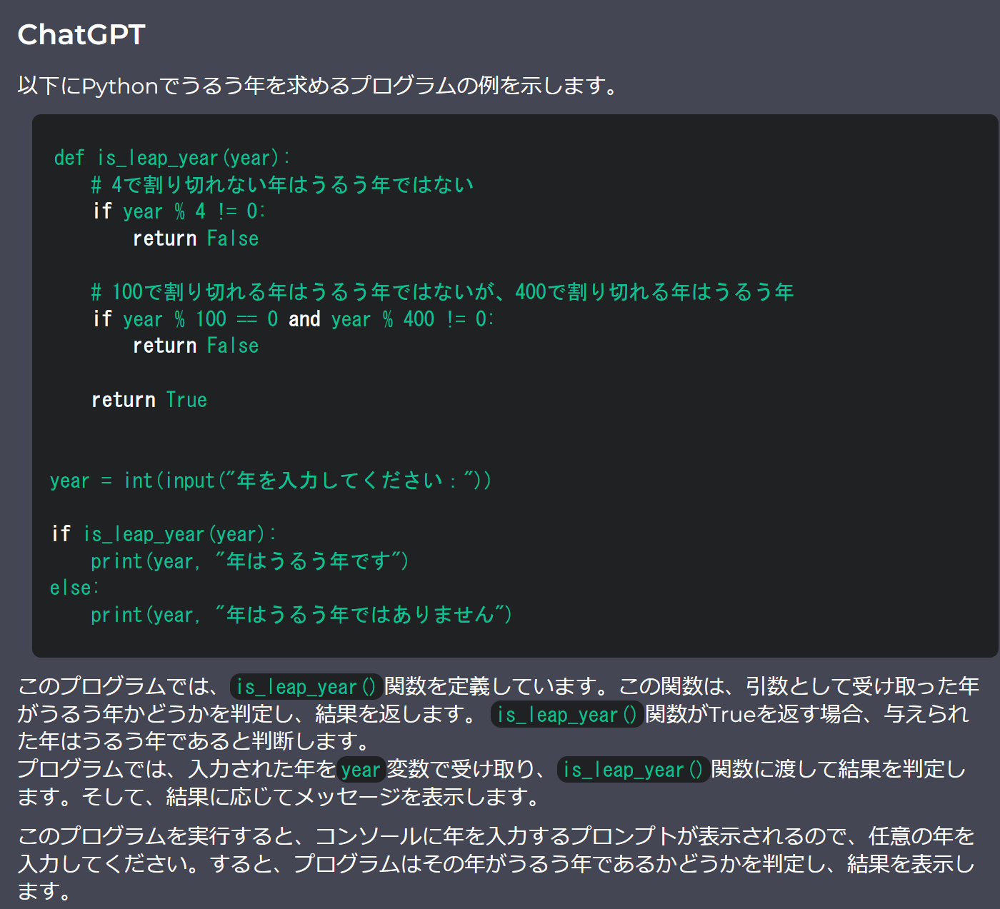 ChatGPT
以下にPythonでうるう年を求めるプログラムの例を示します。
def is_leap_year(year):
    # 4で割り切れない年はうるう年ではない
    if year % 4 != 0:
        return False
    # 100で割り切れる年はうるう年ではないが、400で割り切れる年はうるう年
    if year % 100 == 0 and year % 400 != 0:
        return False
    return True
year = int(input("年を入力してください："))
if is_leap_year(year):
    print(year, "年はうるう年です")
else:
    print(year, "年はうるう年ではありません")
このプログラムでは、is_leap_year()関数を定義しています。この関数は、引数として受け取った年
がうるう年かどうかを判定し、結果を返します。 is_leap_year()関数がTrueを返す場合、与えられ
た年はうるう年であると判断します。
プログラムでは、入力された年をyear変数で受け取り、is_leap_year()関数に渡して結果を判定し
ます。そして、結果に応じてメッセージを表示します。
このプログラムを実行すると、コンソールに年を入力するプロンプトが表示されるので、任意の年を
入力してください。すると、プログラムはその年がうるう年であるかどうかを判定し、結果を表示し
ます。